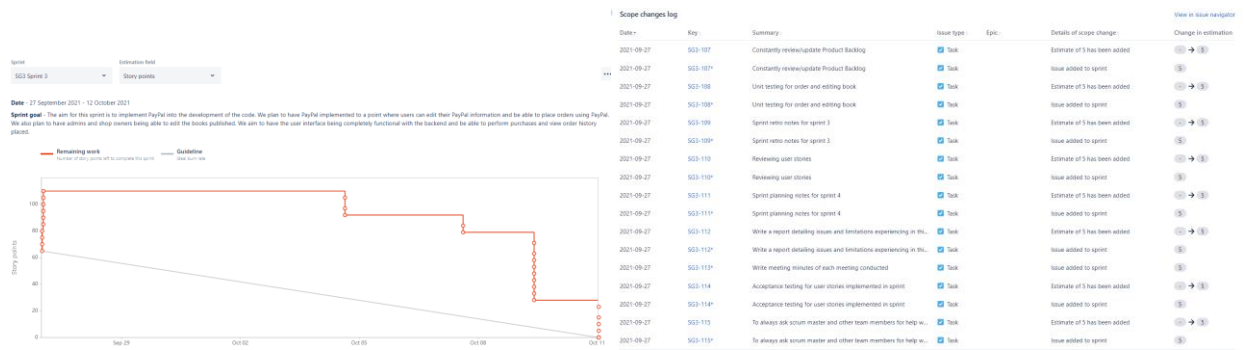 Sprint
Estimation field
SG3 Sprint 3
Story points
Date - 27 September 2021 - 12 October 2021
Sprint goal - The aim for this sprint is to implement PayPal into the development of the code. We plan to have PayPal implemented to a point where users can edit their PayPal information and be able to place orders using PayPal.
We also plan to have admins and shop owners being able to edit the books published. We aim to have the user interface being completely functional with the backend and be able to perform purchases and view order history
placed.
Remaining work
Number of story points left to complete this sprint
Guideline
Ideal burn rate
Story points
100
80
60
40
20
0
Sep 29
Oct 02
Oct 05
Oct 08
Oct 11
Scope changes log
View in issue navigator
Date Key Summary Issue type Epic Details of scope change Change in estimation
2021-09-27 SG3-107 Constantly review/update Product Backlog Task Estimate of 5 has been added - → 5
2021-09-27 SG3-107* Constantly review/update Product Backlog Task Issue added to sprint 5
2021-09-27 SG3-108 Unit testing for order and editing book Task Estimate of 5 has been added - → 5
2021-09-27 SG3-108* Unit testing for order and editing book Task Issue added to sprint 5
2021-09-27 SG3-109 Sprint retro notes for sprint 3 Task Estimate of 5 has been added - → 5
2021-09-27 SG3-109* Sprint retro notes for sprint 3 Task Issue added to sprint 5
2021-09-27 SG3-110 Reviewing user stories Task Estimate of 5 has been added - → 5
2021-09-27 SG3-110* Reviewing user stories Task Issue added to sprint 5
2021-09-27 SG3-111 Sprint planning notes for sprint 4 Task Estimate of 5 has been added - → 5
2021-09-27 SG3-111* Sprint planning notes for sprint 4 Task Issue added to sprint 5
2021-09-27 SG3-112 Write a report detailing issues and limitations experiencing in thi... Task Estimate of 5 has been added - → 5
2021-09-27 SG3-112* Write a report detailing issues and limitations experiencing in thi... Task Issue added to sprint 5
2021-09-27 SG3-113* Write meeting minutes of each meeting conducted Task Issue added to sprint 5
2021-09-27 SG3-114 Acceptance testing for user stories implemented in sprint Task Estimate of 5 has been added - → 5
2021-09-27 SG3-114* Acceptance testing for user stories implemented in sprint Task Issue added to sprint 5
2021-09-27 SG3-115 To always ask scrum master and other team members for help w... Task Estimate of 5 has been added - → 5
2021-09-27 SG3-115* To always ask scrum master and other team members for help w... Task Issue added to sprint 5